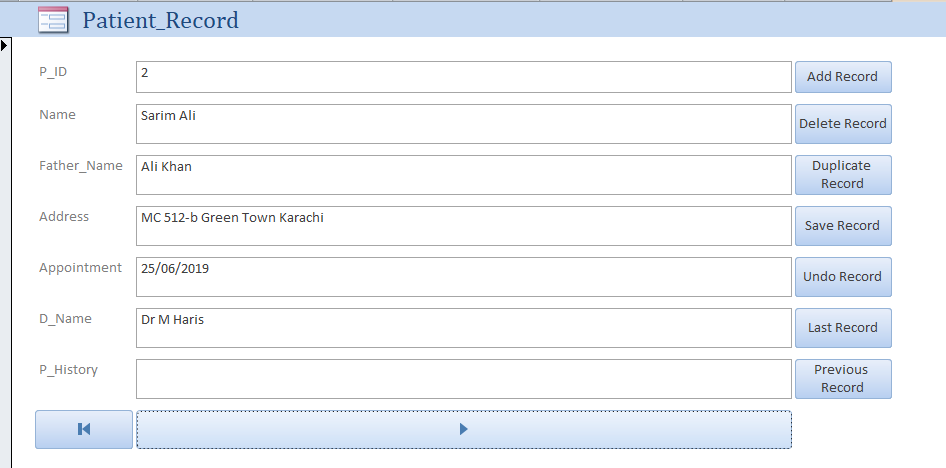 Patient_Record
P_ID
2
Add Record
Name
Sarim Ali
Delete Record
Father_Name
Ali Khan
Duplicate
Record
Address
MC 512-b Green Town Karachi
Save Record
Appointment
25/06/2019
Undo Record
D_Name
Dr M Haris
Last Record
P_History
Previous
Record